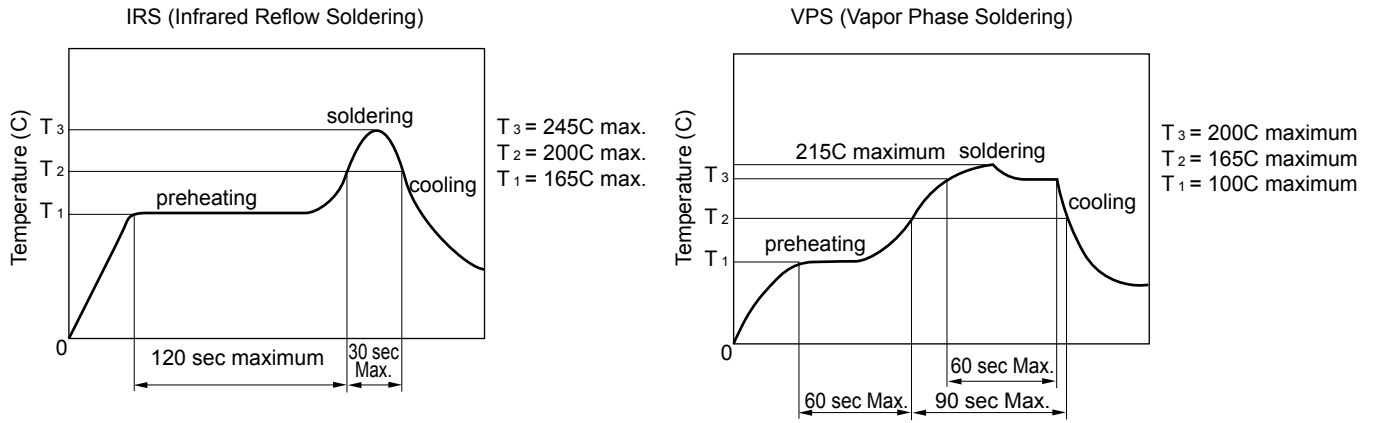 IRS (Infrared Reflow Soldering)
Temperature (C)
T 3
T 2
T 1
0
soldering
preheating
cooling
120 sec maximum
30 sec
Max.
T 3 = 245C max.
T 2 = 200C max.
T 1 = 165C max.
VPS (Vapor Phase Soldering)
Temperature (C)
T 3
T 2
T 1
0
215C maximum
soldering
preheating
cooling
60 sec Max.
60 sec Max.
90 sec Max.
T 3 = 200C maximum
T 2 = 165C maximum
T 1 = 100C maximum